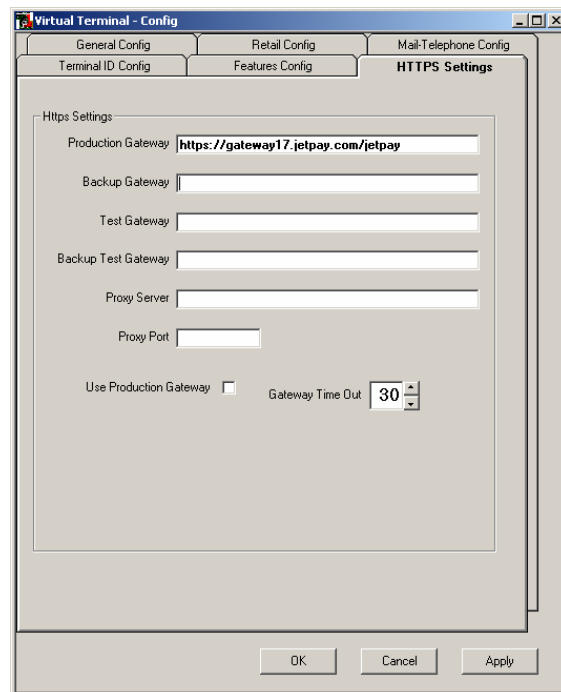 Virtual Terminal - Config
General Config
Retail Config
Mail-Telephone Config
Terminal ID Config
Features Config
HTTPS Settings
Https Settings
Production Gateway https://gateway17.jetpay.com/jetpay
Backup Gateway
Test Gateway
Backup Test Gateway
Proxy Server
Proxy Port
Use Production Gateway
Gateway Time Out 30
OK
Cancel
Apply